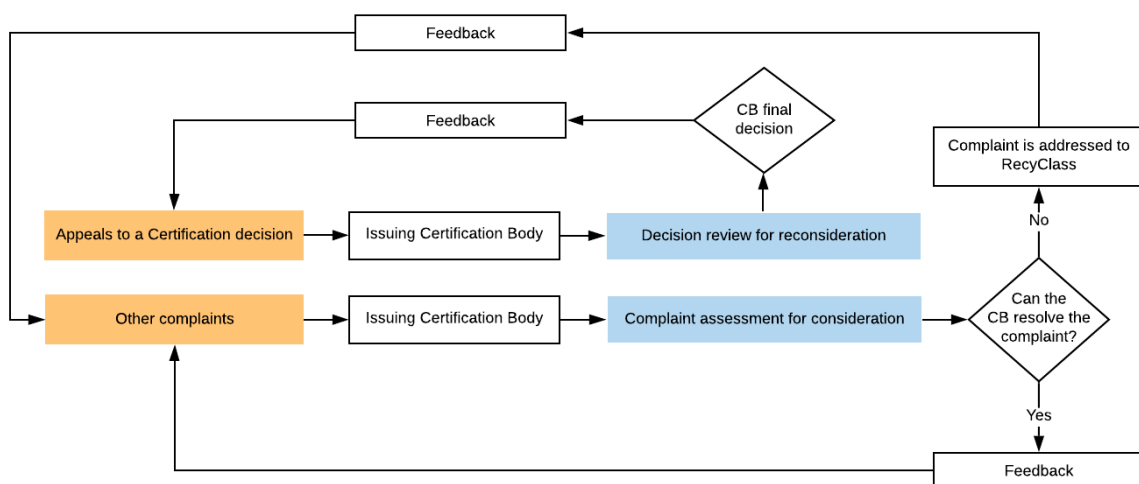 Feedback
CB final
decision
Feedback
Complaint is addressed to
RecyClass
No
Appeals to a Certification decision
Issuing Certification Body
Decision review for reconsideration
Other complaints
Issuing Certification Body
Complaint assessment for consideration
Can the
CB resolve the
complaint?
Yes
Feedback